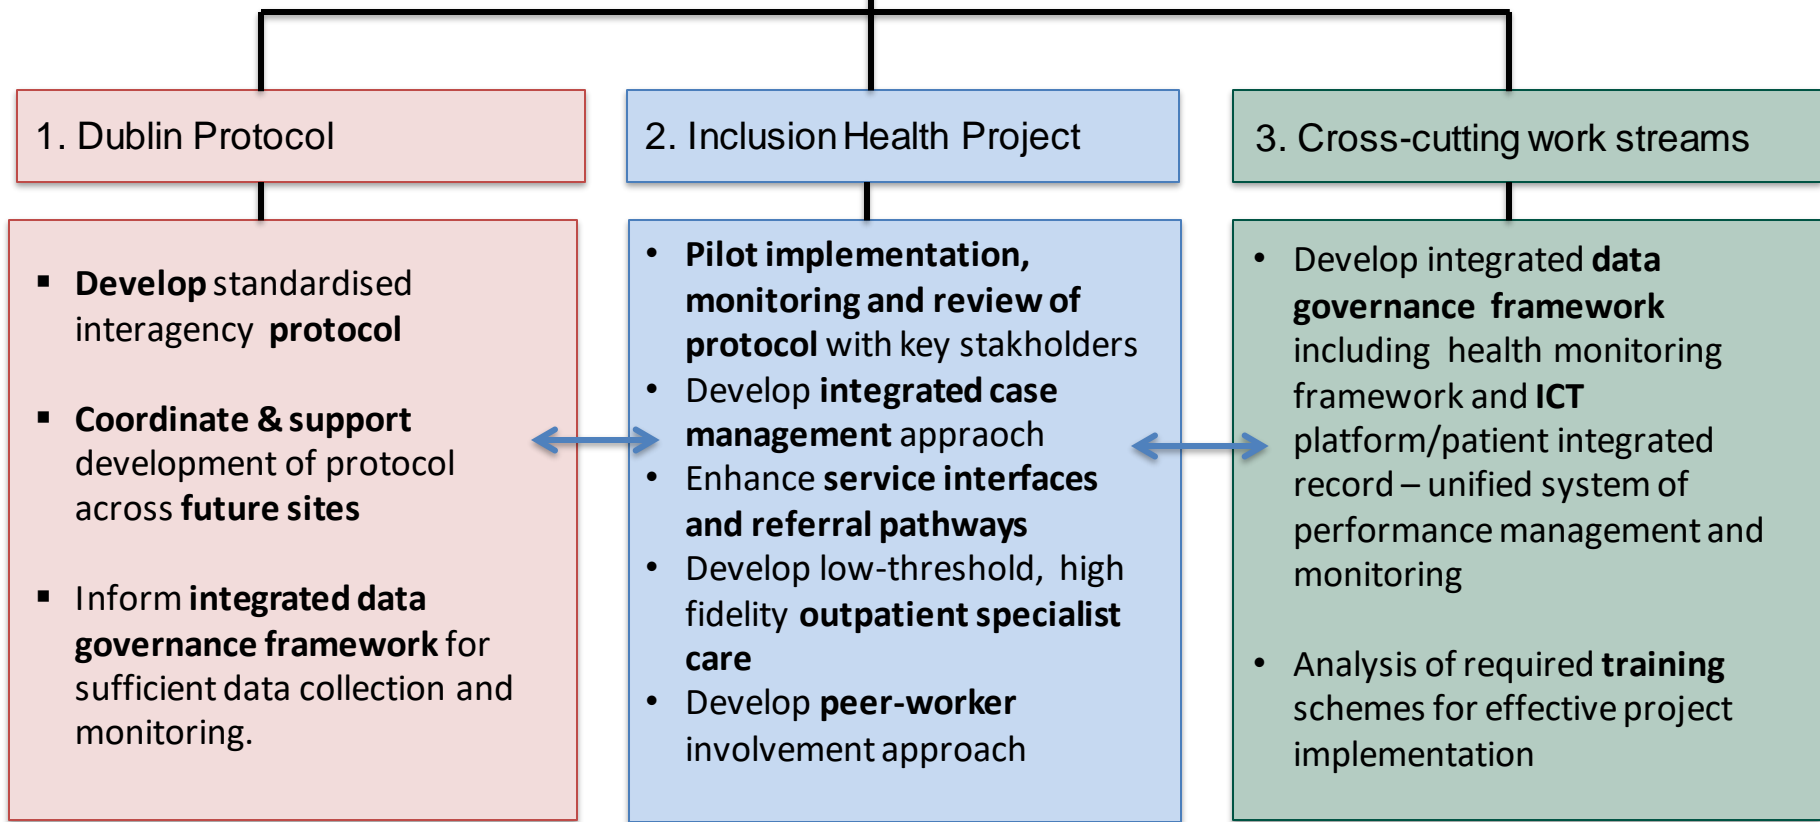 1. Dublin Protocol
▪ Develop standardised
interagency protocol
▪ Coordinate & support
development of protocol
across future sites
▪ Inform integrated data
governance framework for
sufficient data collection and
monitoring.
2. Inclusion Health Project
• Pilot implementation,
monitoring and review of
protocol with key stakholders
• Develop integrated case
management appraoch
• Enhance service interfaces
and referral pathways
• Develop low-threshold, high
fidelity outpatient specialist
care
• Develop peer-worker
involvement approach
3. Cross-cutting work streams
• Develop integrated data
governance framework
including health monitoring
framework and ICT
platform/patient integrated
record – unified system of
performance management and
monitoring
• Analysis of required training
schemes for effective project
implementation